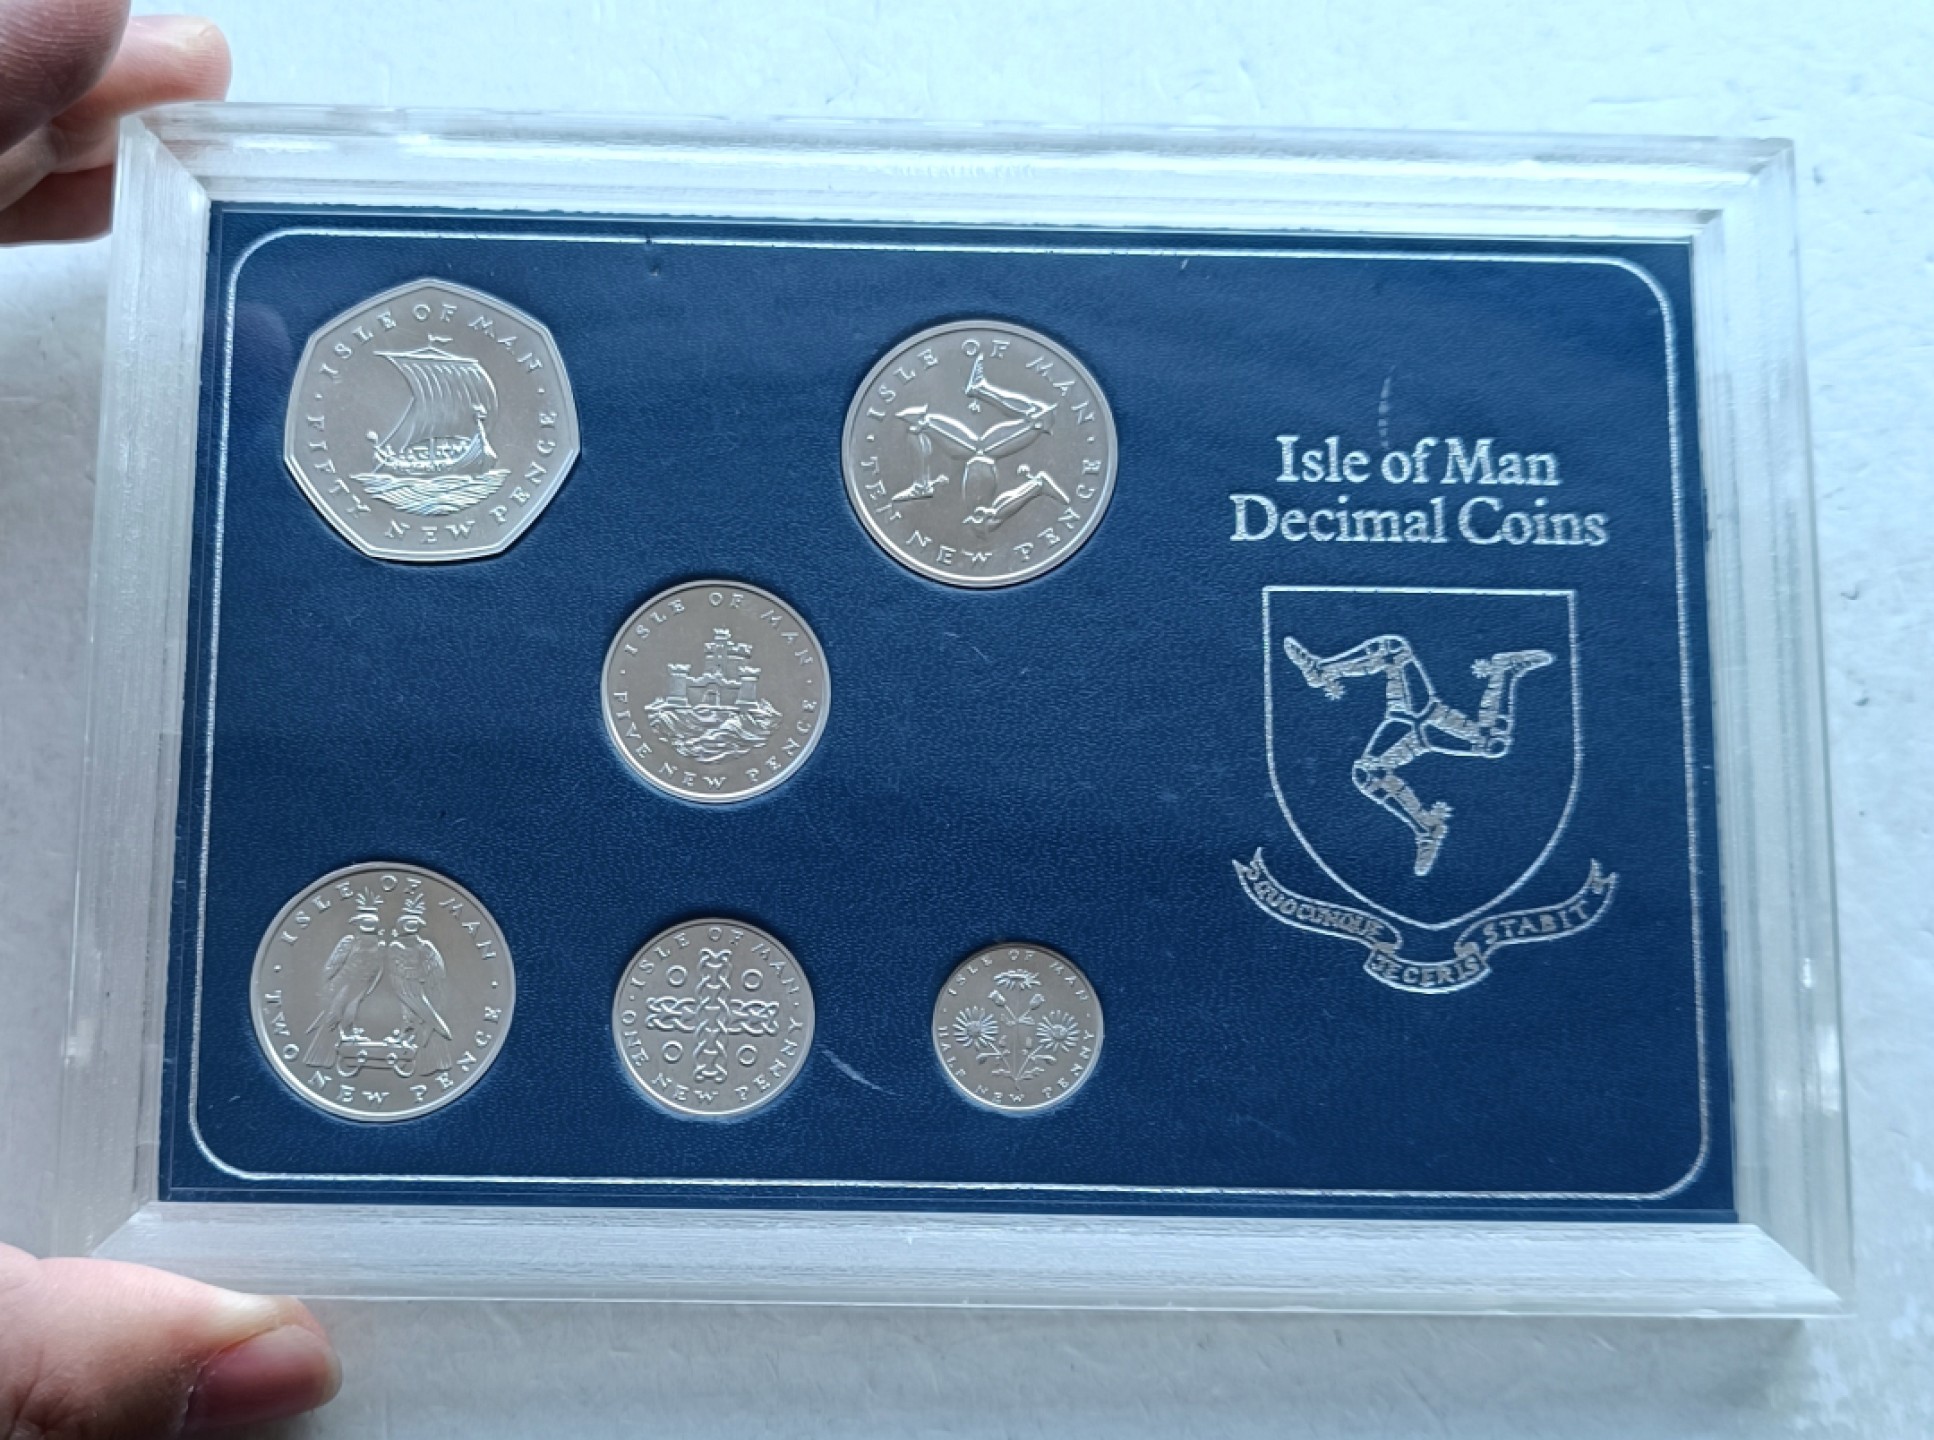 · ISLE OF MAN ·
FIFTY NEW PENCE
· ISLE OF MAN ·
TEN NEW PENCE
Isle of Man
Decimal Coins
· ISLE OF MAN ·
FIVE NEW PENCE
· ISLE OF MAN ·
TWO NEW PENCE
· ISLE OF MAN ·
ONE NEW PENNY
· ISLE OF MAN ·
HALF NEW PENNY
QUOCUNQUE JECERIS STABIT